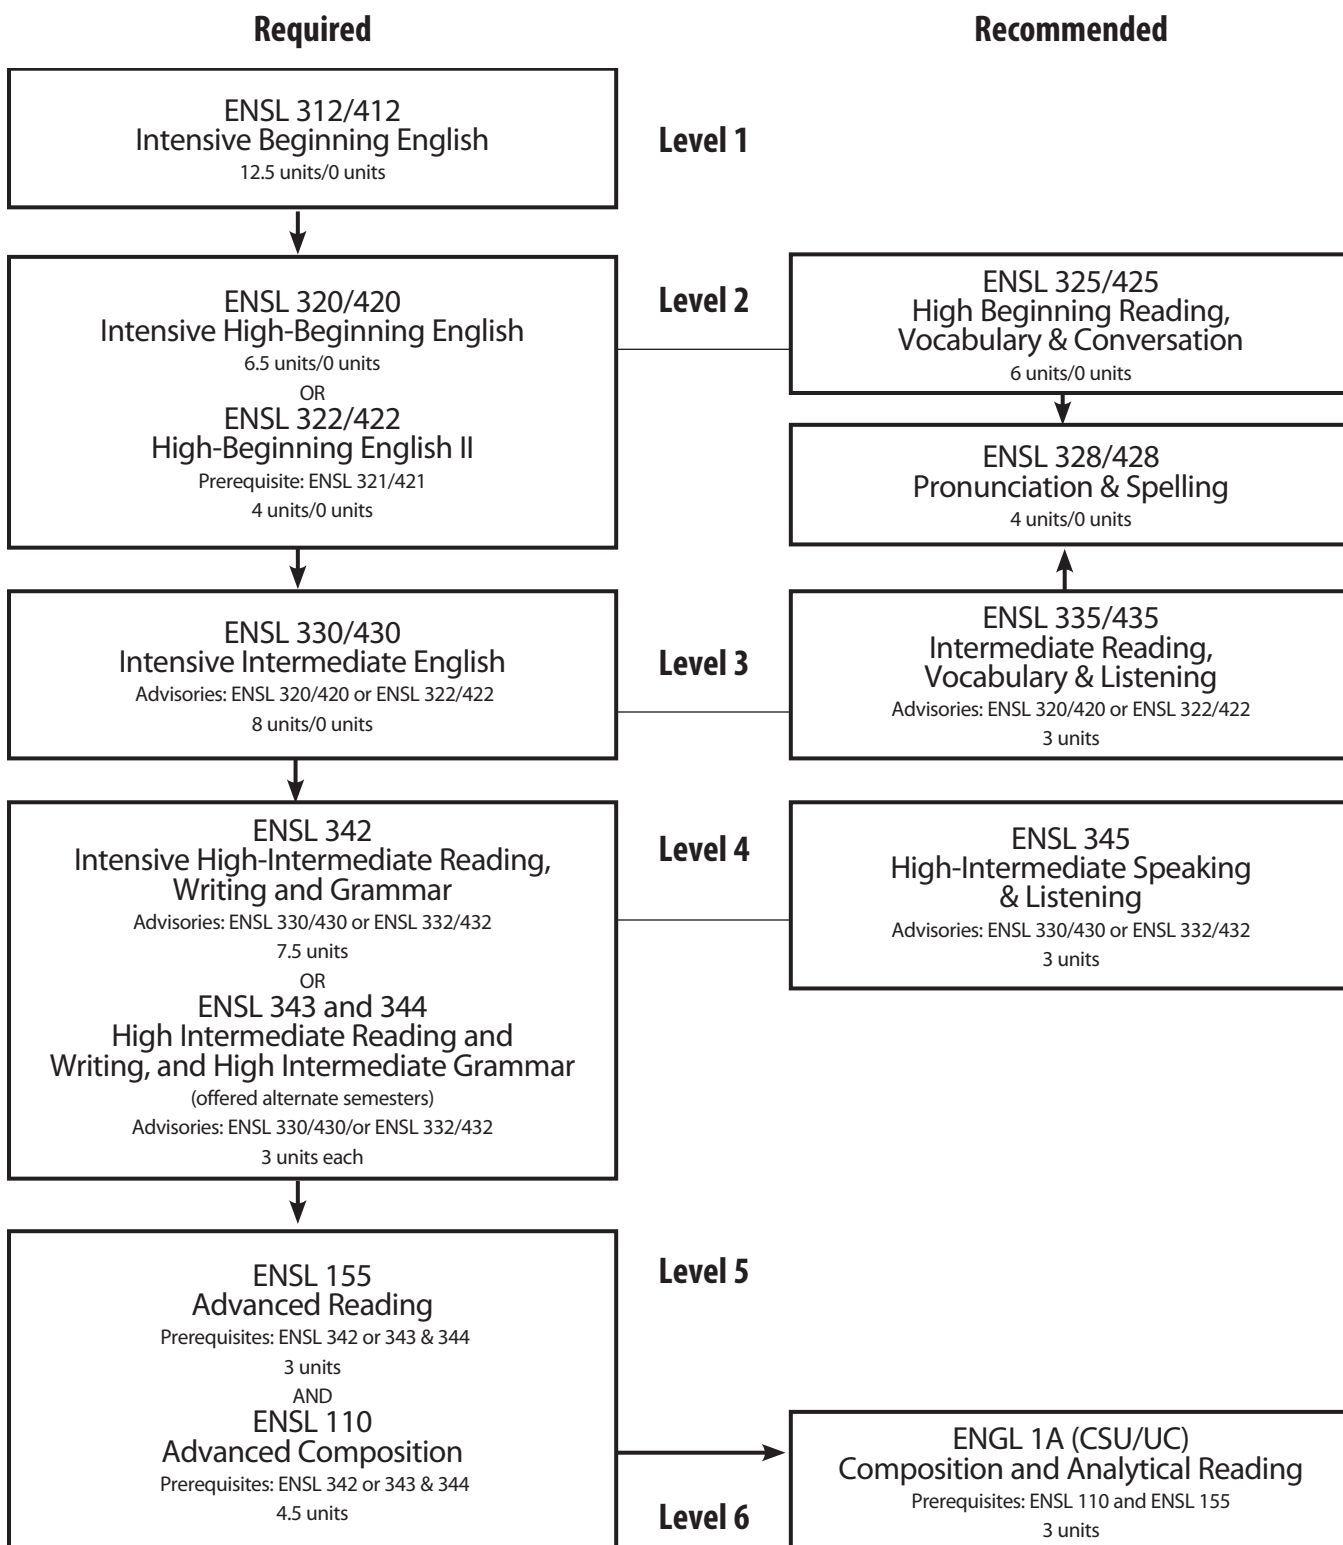 Required
Recommended
ENSL 312/412
Intensive Beginning English
12.5 units/0 units
Level 1
ENSL 320/420
Intensive High-Beginning English
6.5 units/0 units
OR
ENSL 322/422
High-Beginning English II
Prerequisite: ENSL 321/421
4 units/0 units
Level 2
ENSL 325/425
High Beginning Reading,
Vocabulary & Conversation
6 units/0 units
ENSL 328/428
Pronunciation & Spelling
4 units/0 units
ENSL 330/430
Intensive Intermediate English
Advisories: ENSL 320/420 or ENSL 322/422
8 units/0 units
Level 3
ENSL 335/435
Intermediate Reading,
Vocabulary & Listening
Advisories: ENSL 320/420 or ENSL 322/422
3 units
ENSL 342
Intensive High-Intermediate Reading,
Writing and Grammar
Advisories: ENSL 330/430 or ENSL 332/432
7.5 units
OR
ENSL 343 and 344
High Intermediate Reading and
Writing, and High Intermediate Grammar
(offered alternate semesters)
Advisories: ENSL 330/430/or ENSL 332/432
3 units each
Level 4
ENSL 345
High-Intermediate Speaking
& Listening
Advisories: ENSL 330/430 or ENSL 332/432
3 units
ENSL 155
Advanced Reading
Prerequisites: ENSL 342 or 343 & 344
3 units
AND
ENSL 110
Advanced Composition
Prerequisites: ENSL 342 or 343 & 344
4.5 units
Level 5
Level 6
ENGL 1A (CSU/UC)
Composition and Analytical Reading
Prerequisites: ENSL 110 and ENSL 155
3 units